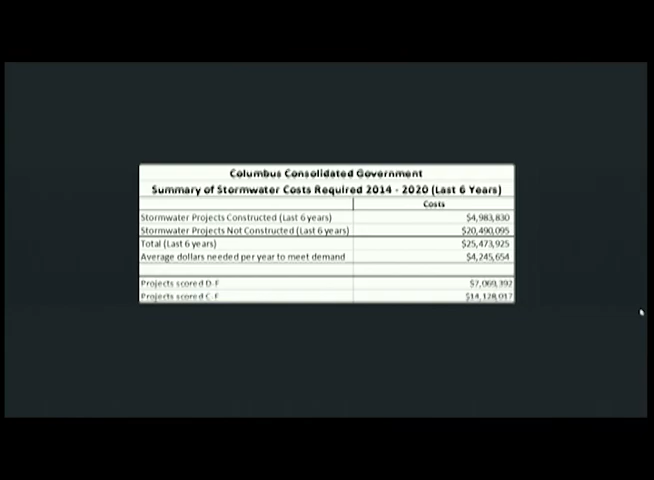 Columbus Consolidated Government
Summary of Stormwater Costs Required 2014 - 2020 (Last 6 Years)
Costs
Stormwater Projects Constructed (Last 6 years) $4,983,830
Stormwater Projects Not Constructed (Last 6 years) $20,490,095
Total (Last 6 years) $25,473,925
Average dollars needed per year to meet demand $4,245,654
Projects scored D-F
Projects scored C-F $14,128,017